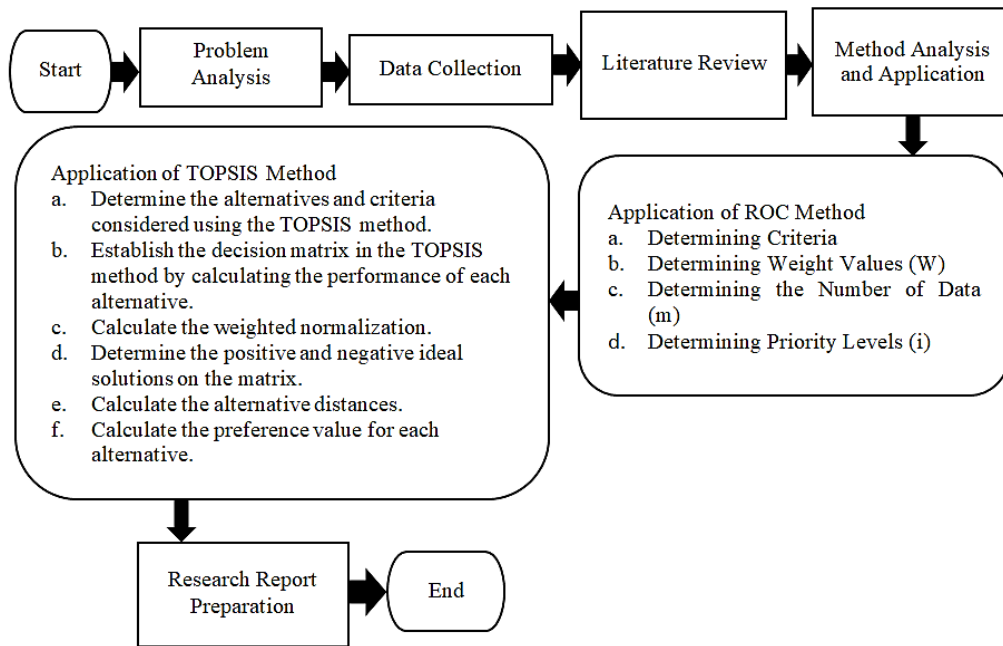 Start
Problem
Analysis
Data Collection
Literature Review
Method Analysis
and Application
Application of ROC Method
a. Determining Criteria
b. Determining Weight Values (W)
c. Determining the Number of Data
(m)
d. Determining Priority Levels (i)
Application of TOPSIS Method
a. Determine the alternatives and criteria
considered using the TOPSIS method.
b. Establish the decision matrix in the TOPSIS
method by calculating the performance of each
alternative.
c. Calculate the weighted normalization.
d. Determine the positive and negative ideal
solutions on the matrix.
e. Calculate the alternative distances.
f. Calculate the preference value for each
alternative.
Research Report
Preparation
End